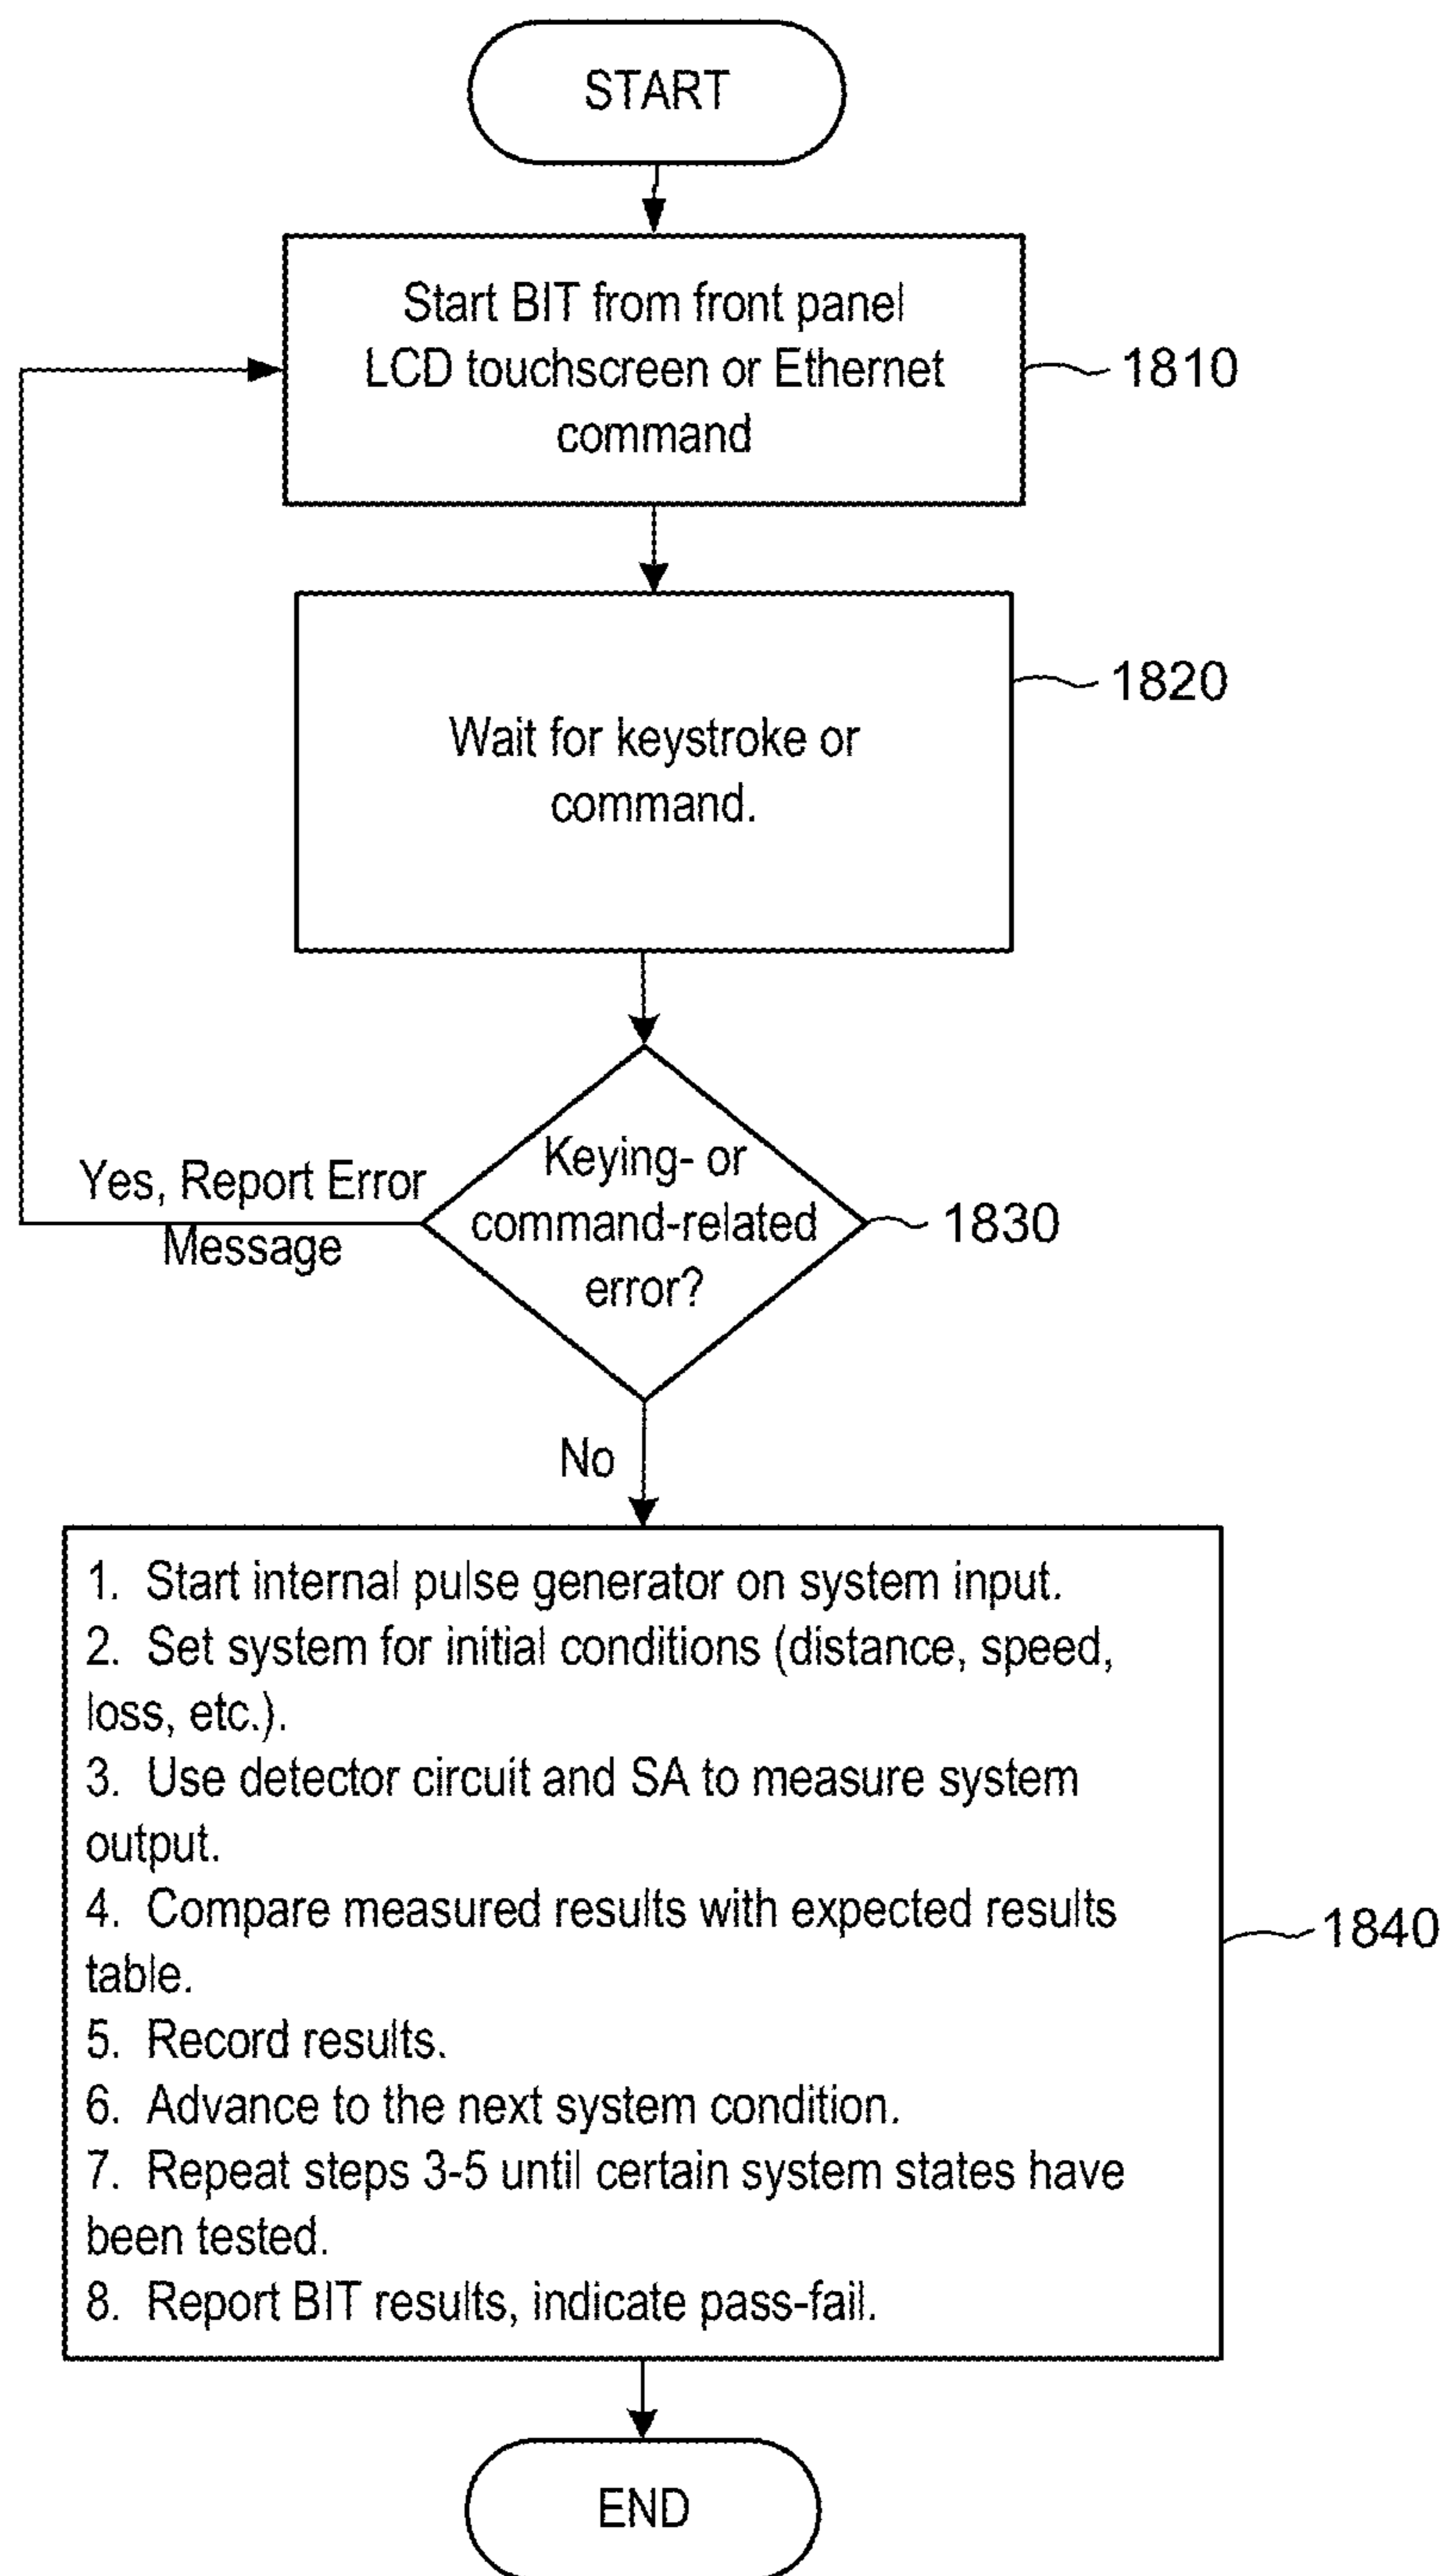 START
Start BIT from front panel
LCD touchscreen or Ethernet
command
1810
Wait for keystroke or
command.
1820
Keying- or
command-related
error?
1830
Yes, Report Error
Message
No
1. Start internal pulse generator on system input.
2. Set system for initial conditions (distance, speed,
loss, etc.).
3. Use detector circuit and SA to measure system
output.
4. Compare measured results with expected results
table.
5. Record results.
6. Advance to the next system condition.
7. Repeat steps 3-5 until certain system states have
been tested.
8. Report BIT results, indicate pass-fail.
1840
END